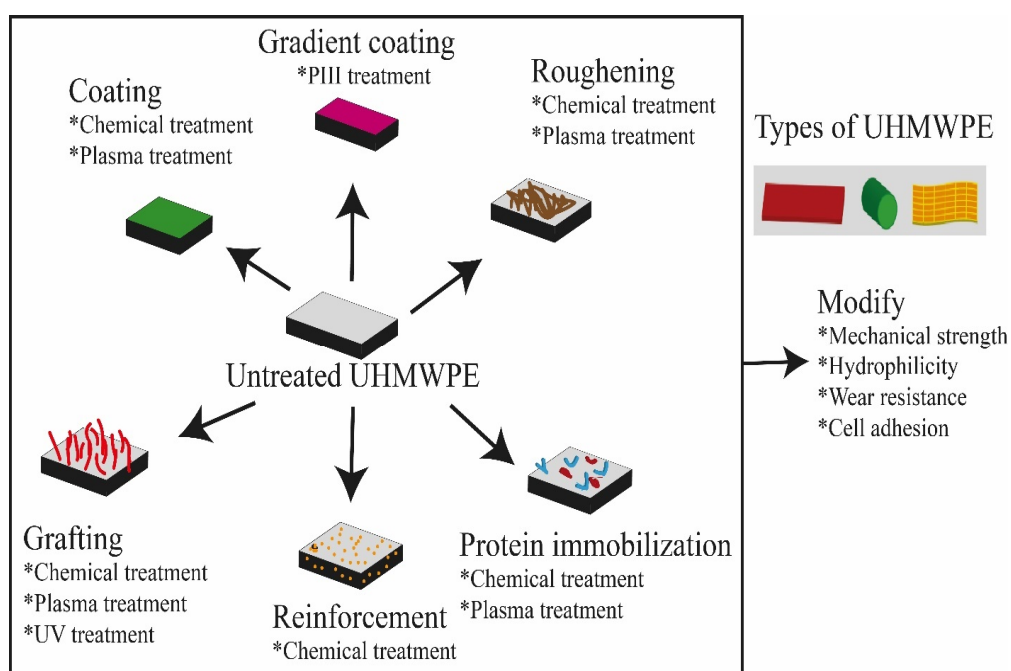 Gradient coating
*PIII treatment
Coating
*Chemical treatment
*Plasma treatment
Roughening
*Chemical treatment
*Plasma treatment
Untreated UHMWPE
Grafting
*Chemical treatment
*Plasma treatment
*UV treatment
Reinforcement
*Chemical treatment
Protein immobilization
*Chemical treatment
*Plasma treatment
Types of UHMWPE
Modify
*Mechanical strength
*Hydrophilicity
*Wear resistance
*Cell adhesion